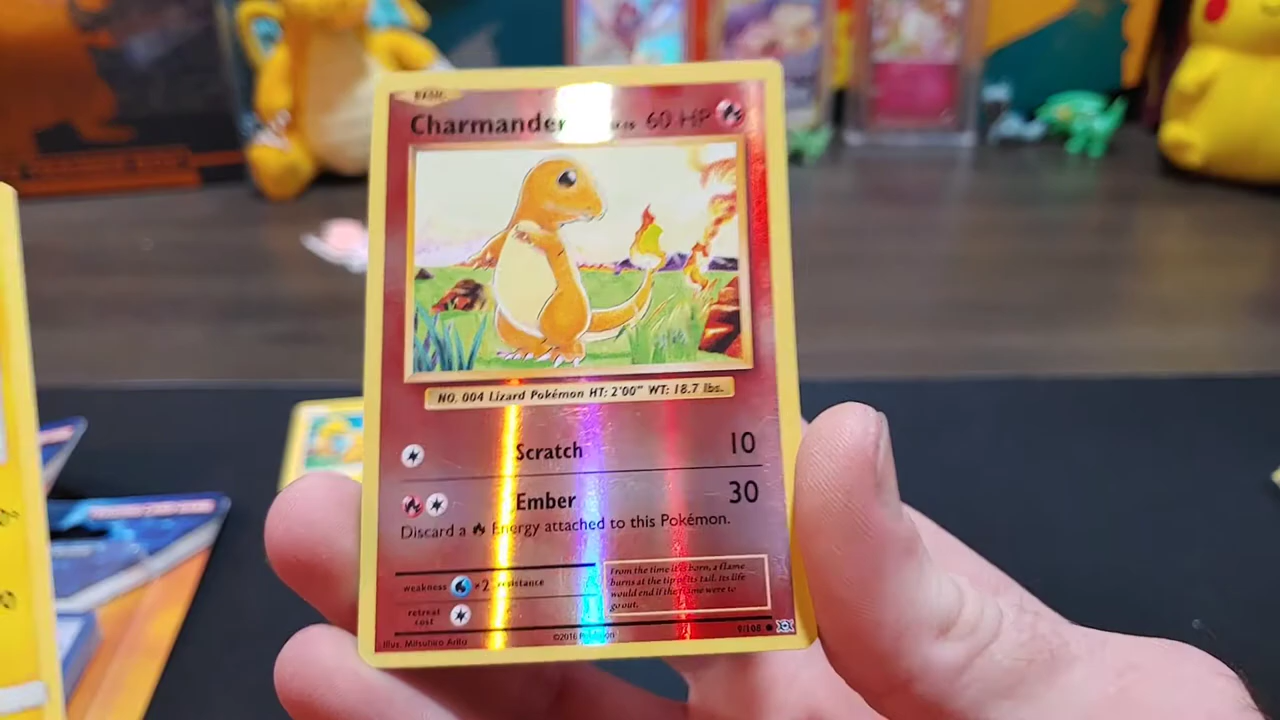 BASIC
Charmander 60 HP
NO. 004 Lizard Pokémon HT: 2'00" WT: 18.7 lbs.
Scratch 10
Ember 30
Discard a Energy attached to this Pokémon.
weakness ×2 resistance
retreat
cost
From the time it is born, a flame
burns at the tip of its tail. Its life
would end if the flame were to
go out.
Illus. Mitsuhiro Arita ©2016 Pokémon 9/108